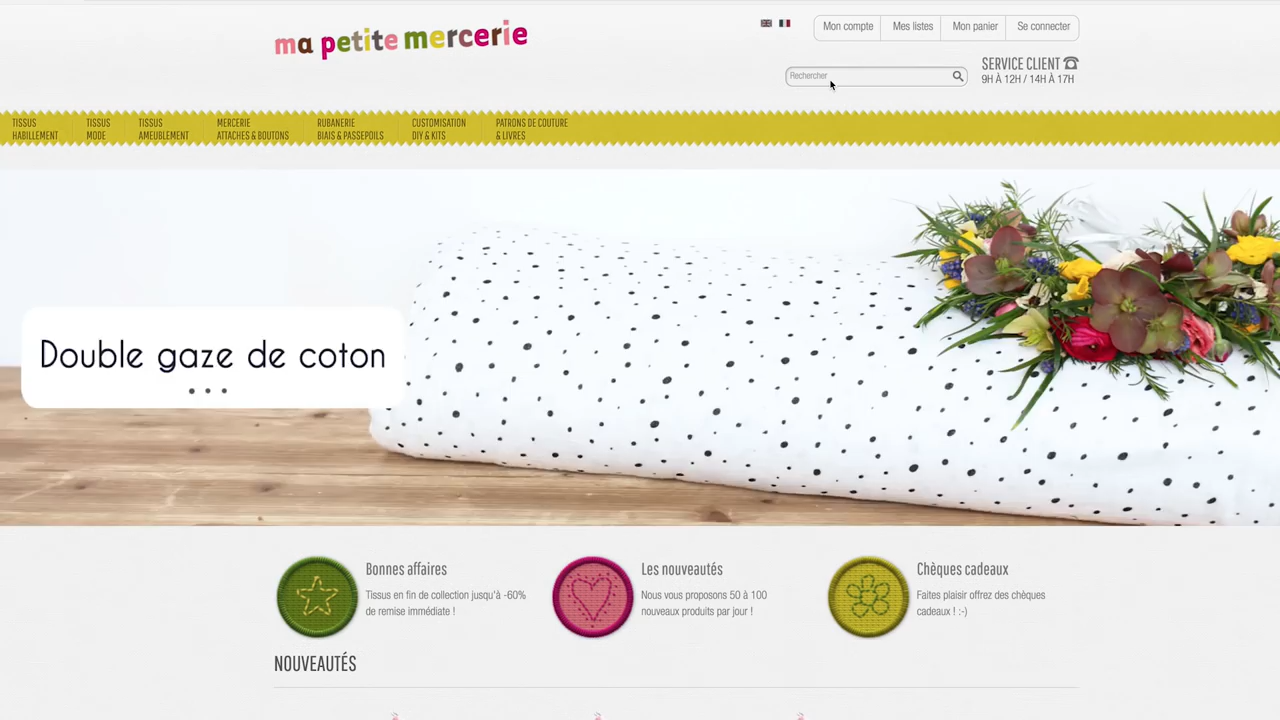 ma petite mercerie
Mon compte
Mes listes
Mon panier
Se connecter
Rechercher
SERVICE CLIENT
9H À 12H / 14H À 17H
TISSUS
HABILLEMENT
TISSUS
MODE
TISSUS
AMEUBLEMENT
MERCERIE
ATTACHES & BOUTONS
RUBANERIE
BIAIS & PASSEPOILS
CUSTOMISATION
DIY & KITS
PATRONS DE COUTURE
& LIVRES
Double gaze de coton
...
Bonnes affaires
Tissus en fin de collection jusqu'à -60%
de remise immédiate !
Les nouveautés
Nous vous proposons 50 à 100
nouveaux produits par jour !
Chèques cadeaux
Faites plaisir offrez des chèques
cadeaux ! :-)
NOUVEAUTÉS